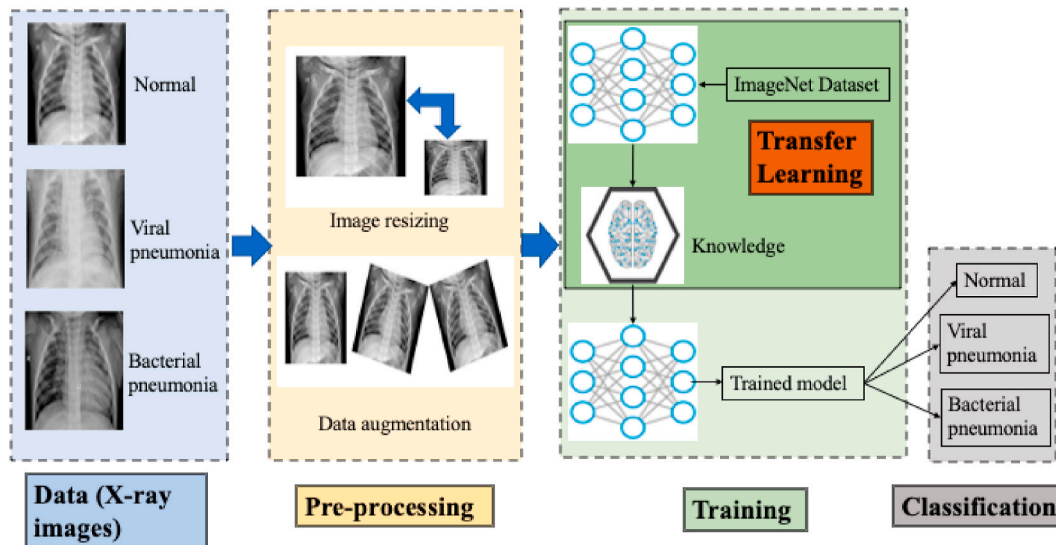 Normal
Viral
pneumonia
Bacterial
pneumonia
Data (X-ray
images)
Image resizing
Data augmentation
Pre-processing
ImageNet Dataset
Transfer
Learning
Knowledge
Trained model
Training
Normal
Viral
pneumonia
Bacterial
pneumonia
Classification